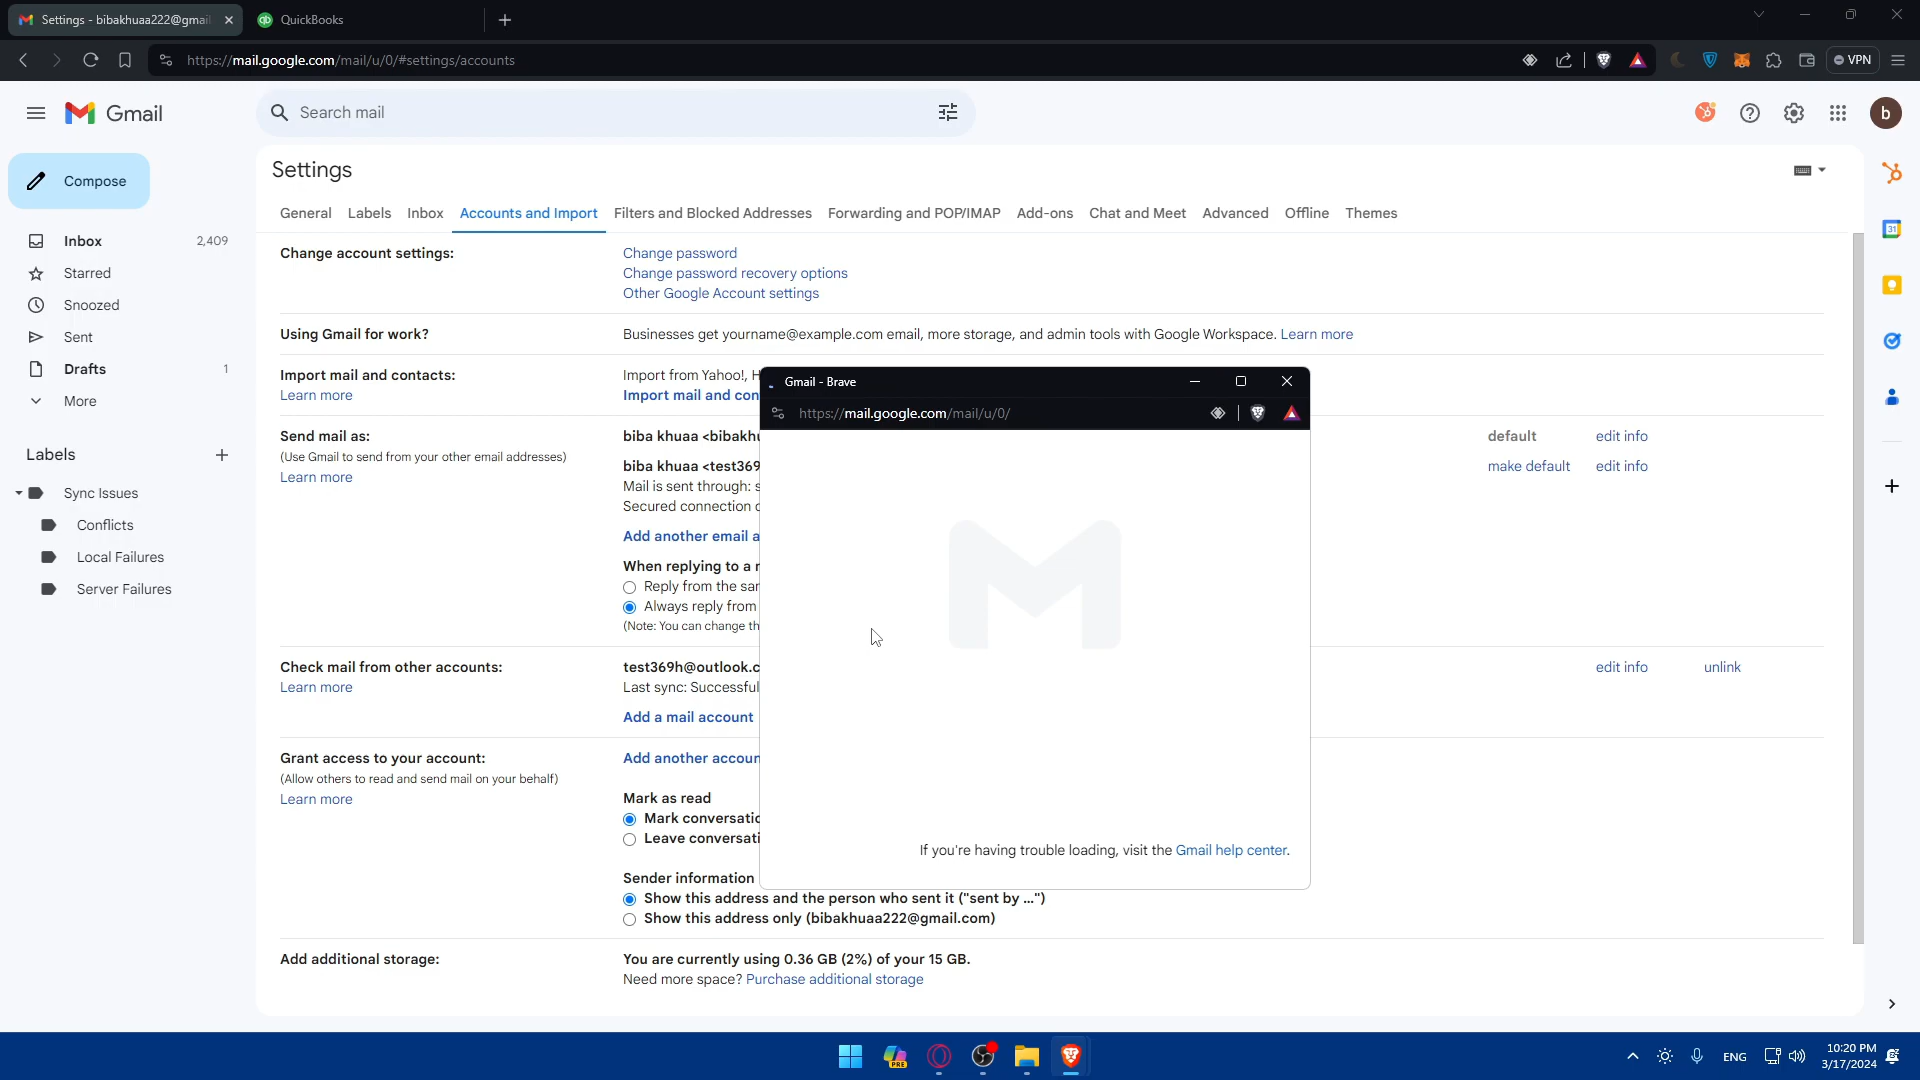 Settings - bibakhuaa222@gmail
QuickBooks
https://mail.google.com/mail/u/0/#settings/accounts
VPN
Gmail
Search mail
b
Compose
Inbox 2,409
Starred
Snoozed
Sent
Drafts 1
More
Labels
Sync Issues
Conflicts
Local Failures
Server Failures
Settings
General Labels Inbox Accounts and Import Filters and Blocked Addresses Forwarding and POP/IMAP Add-ons Chat and Meet Advanced Offline Themes
Change account settings:
Change password
Change password recovery options
Other Google Account settings
Using Gmail for work?
Businesses get yourname@example.com email, more storage, and admin tools with Google Workspace. Learn more
Import mail and contacts:
Learn more
Import from Yahoo!, H
Import mail and con
Send mail as:
(Use Gmail to send from your other email addresses)
Learn more
biba khuaa <bibakhu
default edit info
biba khuaa <test369
make default edit info
Mail is sent through: s
Secured connection
Add another email a
When replying to a
Reply from the sa
Always reply from
(Note: You can change th
Check mail from other accounts:
Learn more
test369h@outlook.c
edit info unlink
Last sync: Successful
Add a mail account
Grant access to your account:
(Allow others to read and send mail on your behalf)
Learn more
Add another accoun
Mark as read
Mark conversatio
Leave conversati
Sender information
Show this address and the person who sent it ("sent by ...")
Show this address only (bibakhuaa222@gmail.com)
Add additional storage:
You are currently using 0.36 GB (2%) of your 15 GB.
Need more space? Purchase additional storage
Gmail - Brave
https://mail.google.com/mail/u/0/
If you're having trouble loading, visit the Gmail help center.
31
PRE
ENG
10:20 PM
3/17/2024